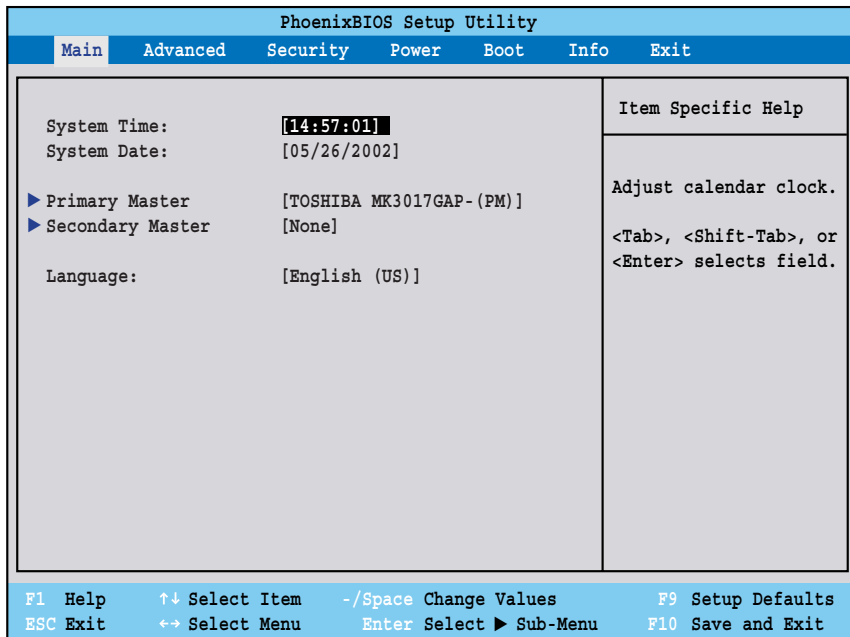 PhoenixBIOS Setup Utility
Main Advanced Security Power Boot Info Exit
System Time: [14:57:01]
System Date: [05/26/2002]
Primary Master [TOSHIBA MK3017GAP-(PM)]
Secondary Master [None]
Language: [English (US)]
Item Specific Help
Adjust calendar clock.
<Tab>, <Shift-Tab>, or
<Enter> selects field.
F1 Help ↑↓ Select Item -/Space Change Values F9 Setup Defaults
ESC Exit ←→ Select Menu Enter Select ▶ Sub-Menu F10 Save and Exit